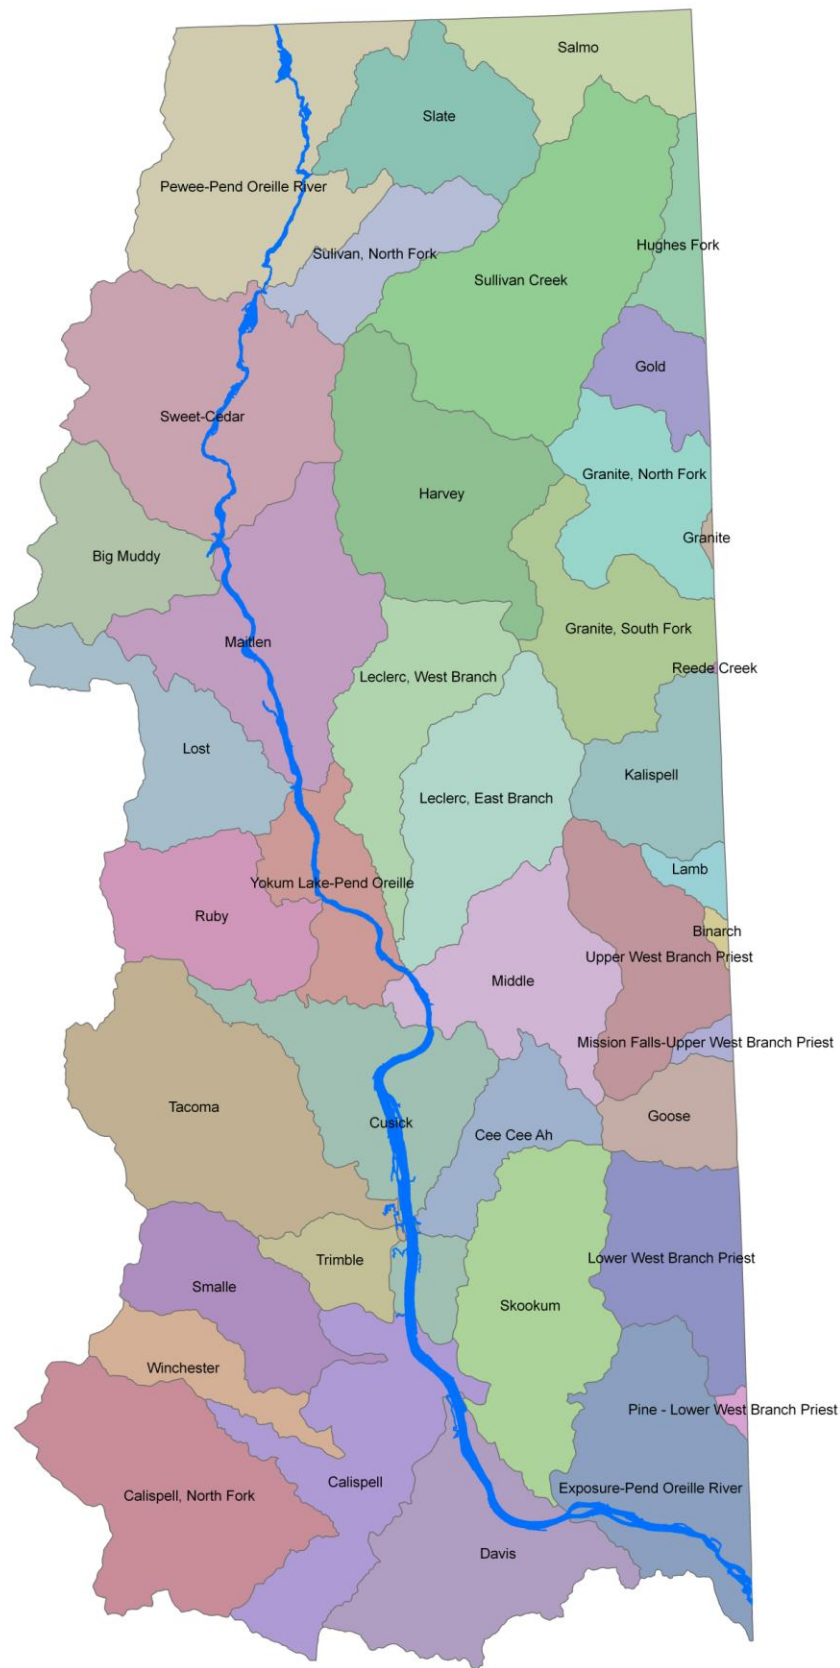 Salmo
Slate
Pewee-Pend Oreille River
Sulivan, North Fork
Hughes Fork
Sullivan Creek
Gold
Sweet-Cedar
Granite, North Fork
Harvey
Granite
Big Muddy
Granite, South Fork
Maitlen
Reede Creek
Leclerc, West Branch
Lost
Kalispell
Leclerc, East Branch
Lamb
Yokum Lake-Pend Oreille
Ruby
Binarch
Upper West Branch Priest
Middle
Mission Falls-Upper West Branch Priest
Tacoma
Goose
Cusick
Cee Cee Ah
Trimble
Lower West Branch Priest
Smalle
Skookum
Winchester
Pine - Lower West Branch Priest
Calispell
Exposure-Pend Oreille River
Calispell, North Fork
Davis